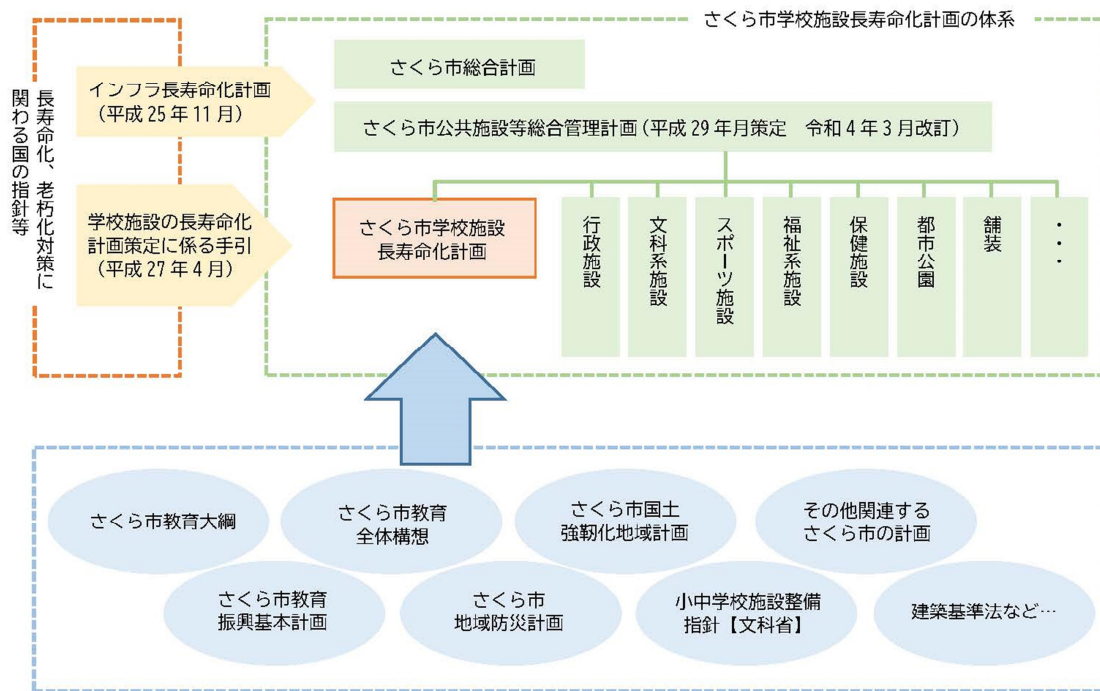 さくら市学校施設長寿命化計画の体系
長寿命化、老朽化対策に
関わる国の指針等
インフラ長寿命化計画
(平成25年11月)
学校施設の長寿命化
計画策定に係る手引
(平成27年4月)
さくら市総合計画
さくら市公共施設等総合管理計画(平成29年月策定　令和4年3月改訂)
さくら市学校施設
長寿命化計画
行政施設
文科系施設
スポーツ施設
福祉系施設
保健施設
都市公園
舗装
・・・
さくら市教育大綱
さくら市教育
全体構想
さくら市国土
強靭化地域計画
その他関連する
さくら市の計画
さくら市教育
振興基本計画
さくら市
地域防災計画
小中学校施設整備
指針【文科省】
建築基準法など…